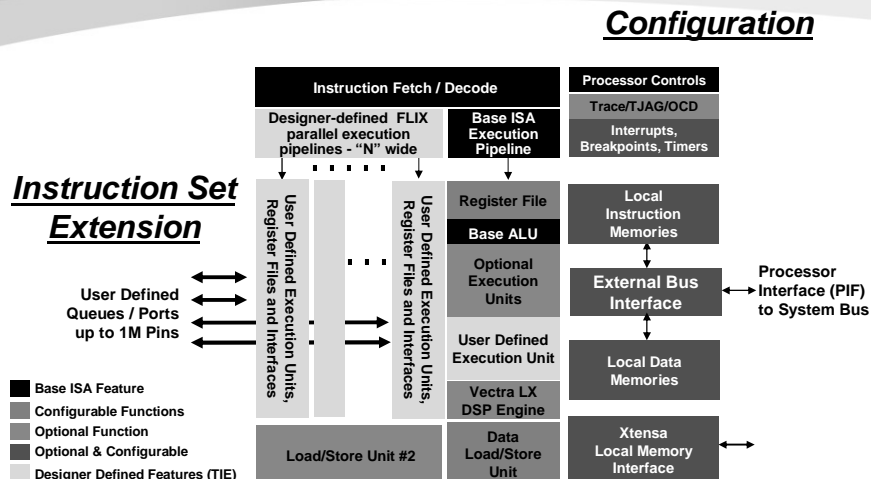 Configuration
Instruction Fetch / Decode
Processor Controls
Trace/TJAG/OCD
Interrupts,
Breakpoints, Timers
Designer-defined FLIX
parallel execution
pipelines - “N” wide
Base ISA
Execution
Pipeline
Instruction Set
Extension
User Defined Execution Units,
Register Files and Interfaces
User Defined Execution Units,
Register Files and Interfaces
Register File
Base ALU
Optional
Execution
Units
User Defined
Execution Unit
Vectra LX
DSP Engine
Local
Instruction
Memories
External Bus
Interface
Processor
Interface (PIF)
to System Bus
Local Data
Memories
User Defined
Queues / Ports
up to 1M Pins
Base ISA Feature
Configurable Functions
Optional Function
Optional & Configurable
Designer Defined Features (TIE)
Load/Store Unit #2
Data
Load/Store
Unit
Xtensa
Local Memory
Interface